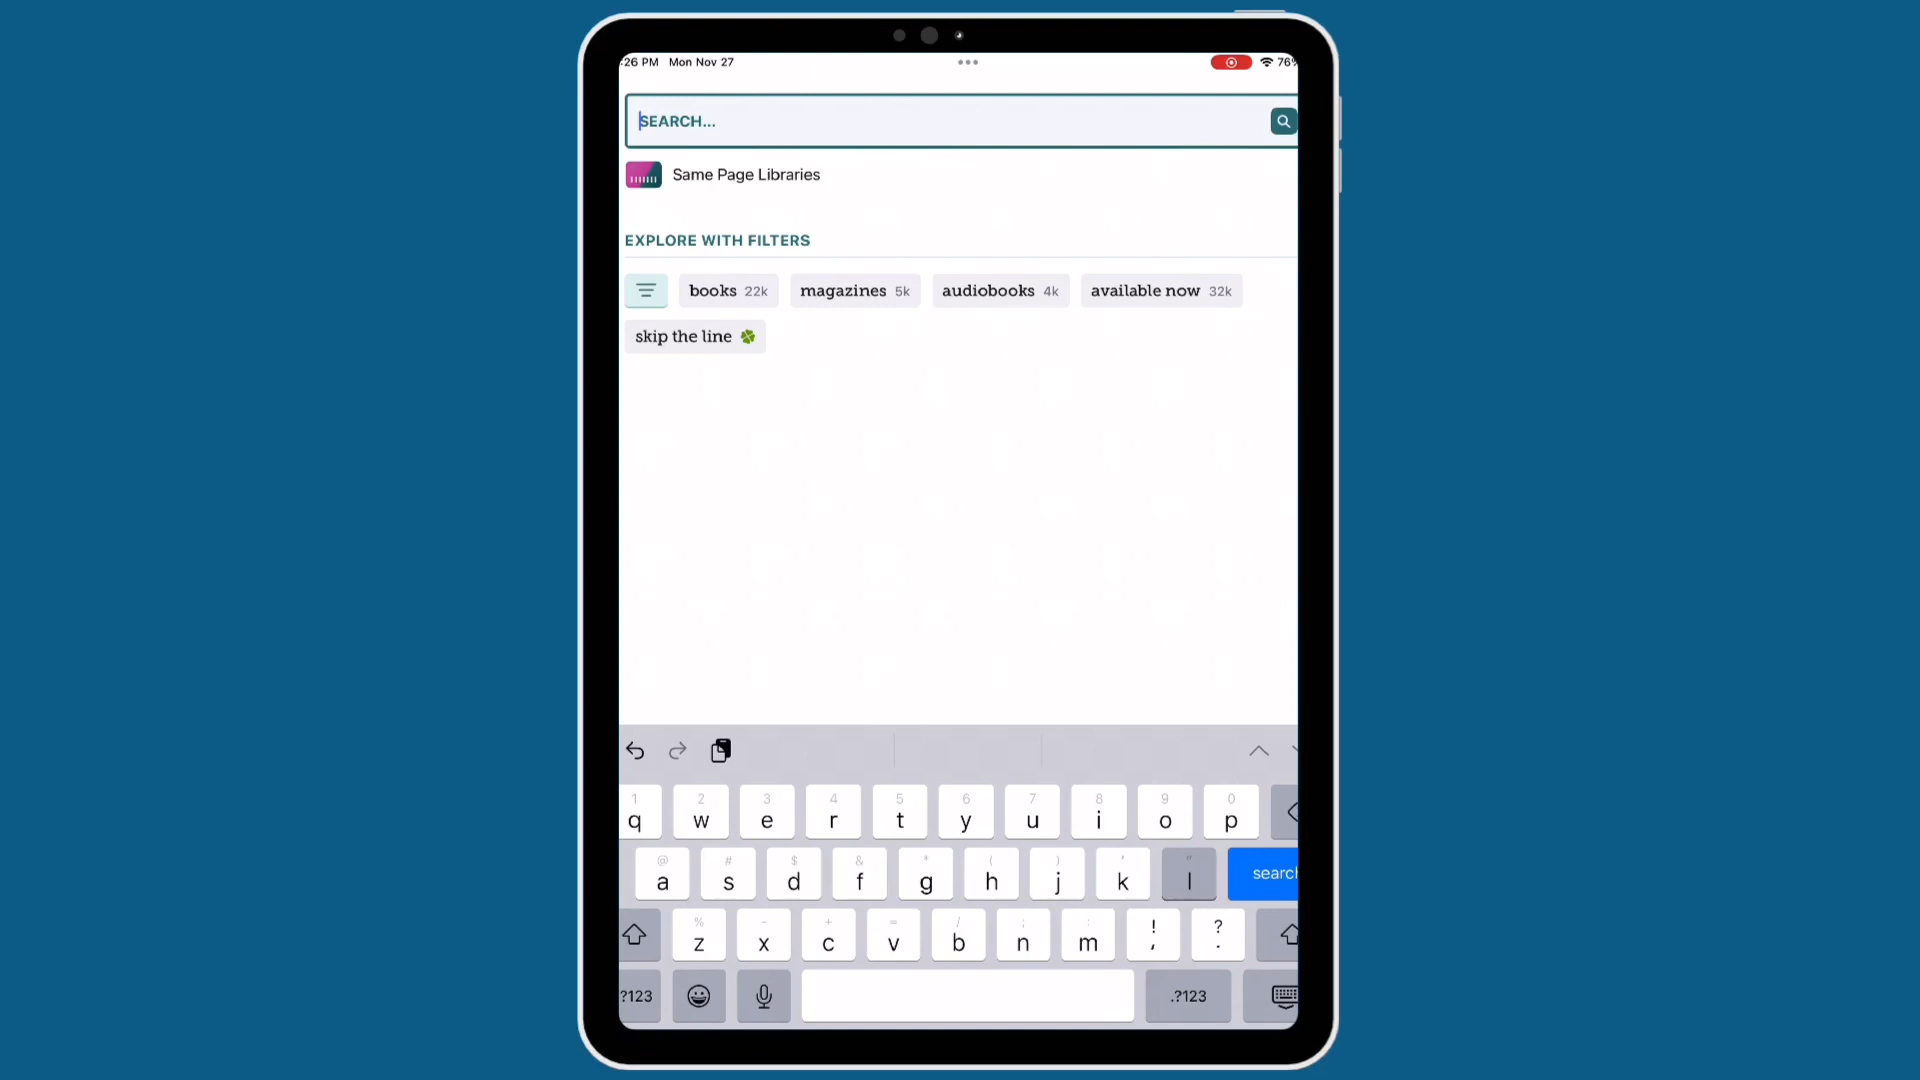 :26 PM Mon Nov 27
76%
SEARCH...
Same Page Libraries
EXPLORE WITH FILTERS
books 22k magazines 5k audiobooks 4k available now 32k
skip the line
1 2 3 4 5 6 7 8 9 0
q w e r t y u i o p
@ # $ & * ( ) ' "
a s d f g h j k l search
% - + = / ; : ! ?
z x c v b n m , .
?123 .?123